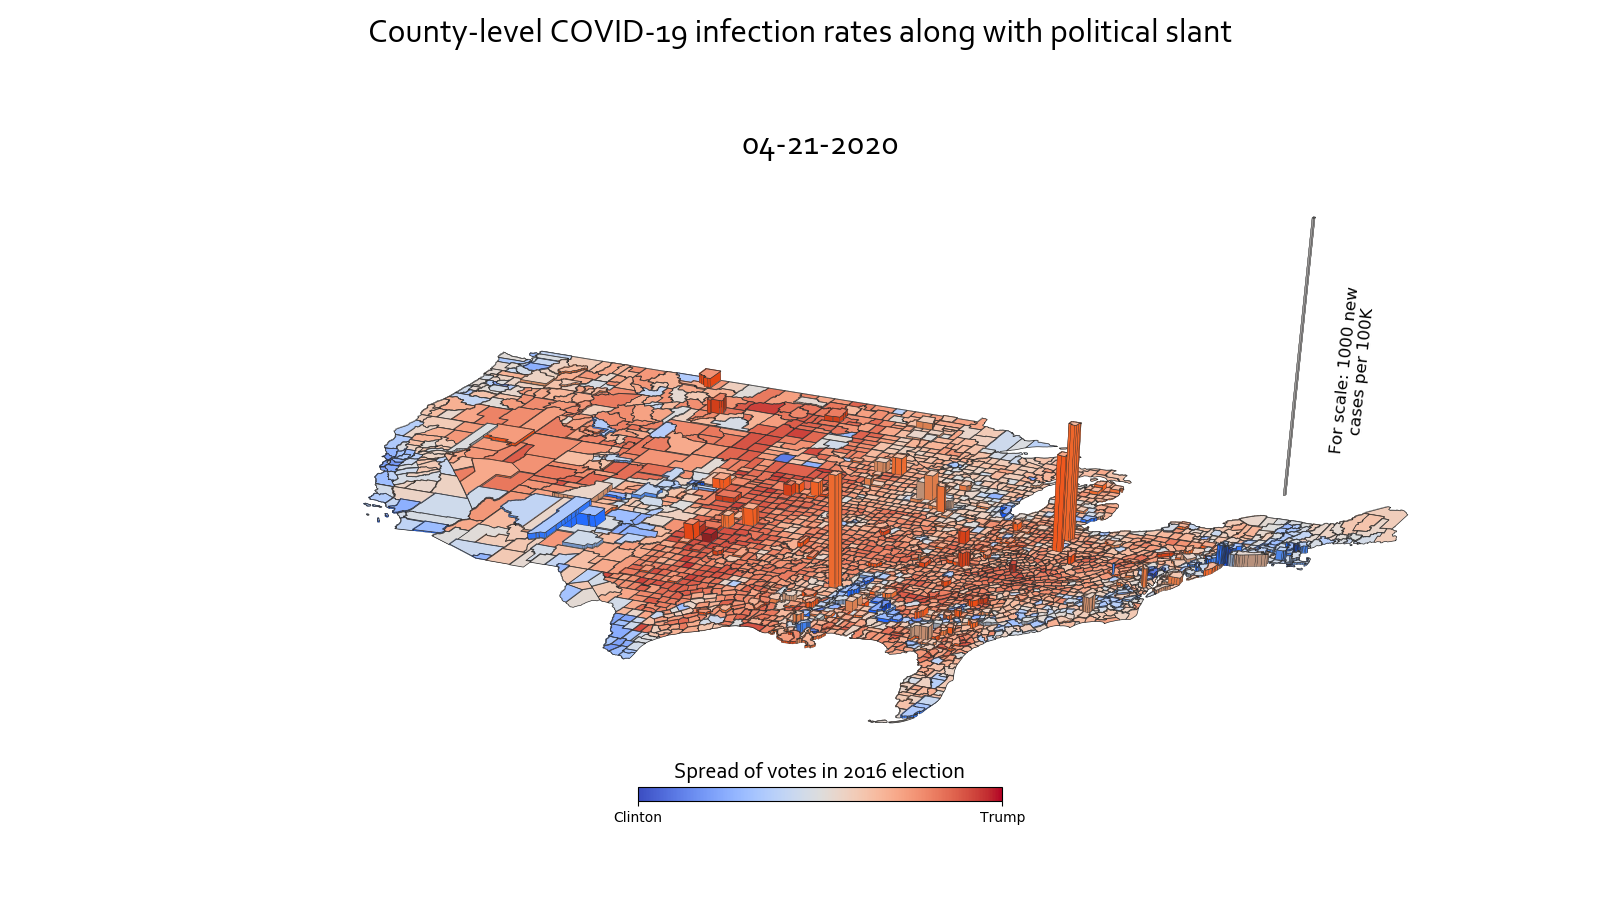 County-level COVID-19 infection rates along with political slant
04-21-2020
For scale: 1000 new
cases per 100K
Spread of votes in 2016 election
Clinton
Trump